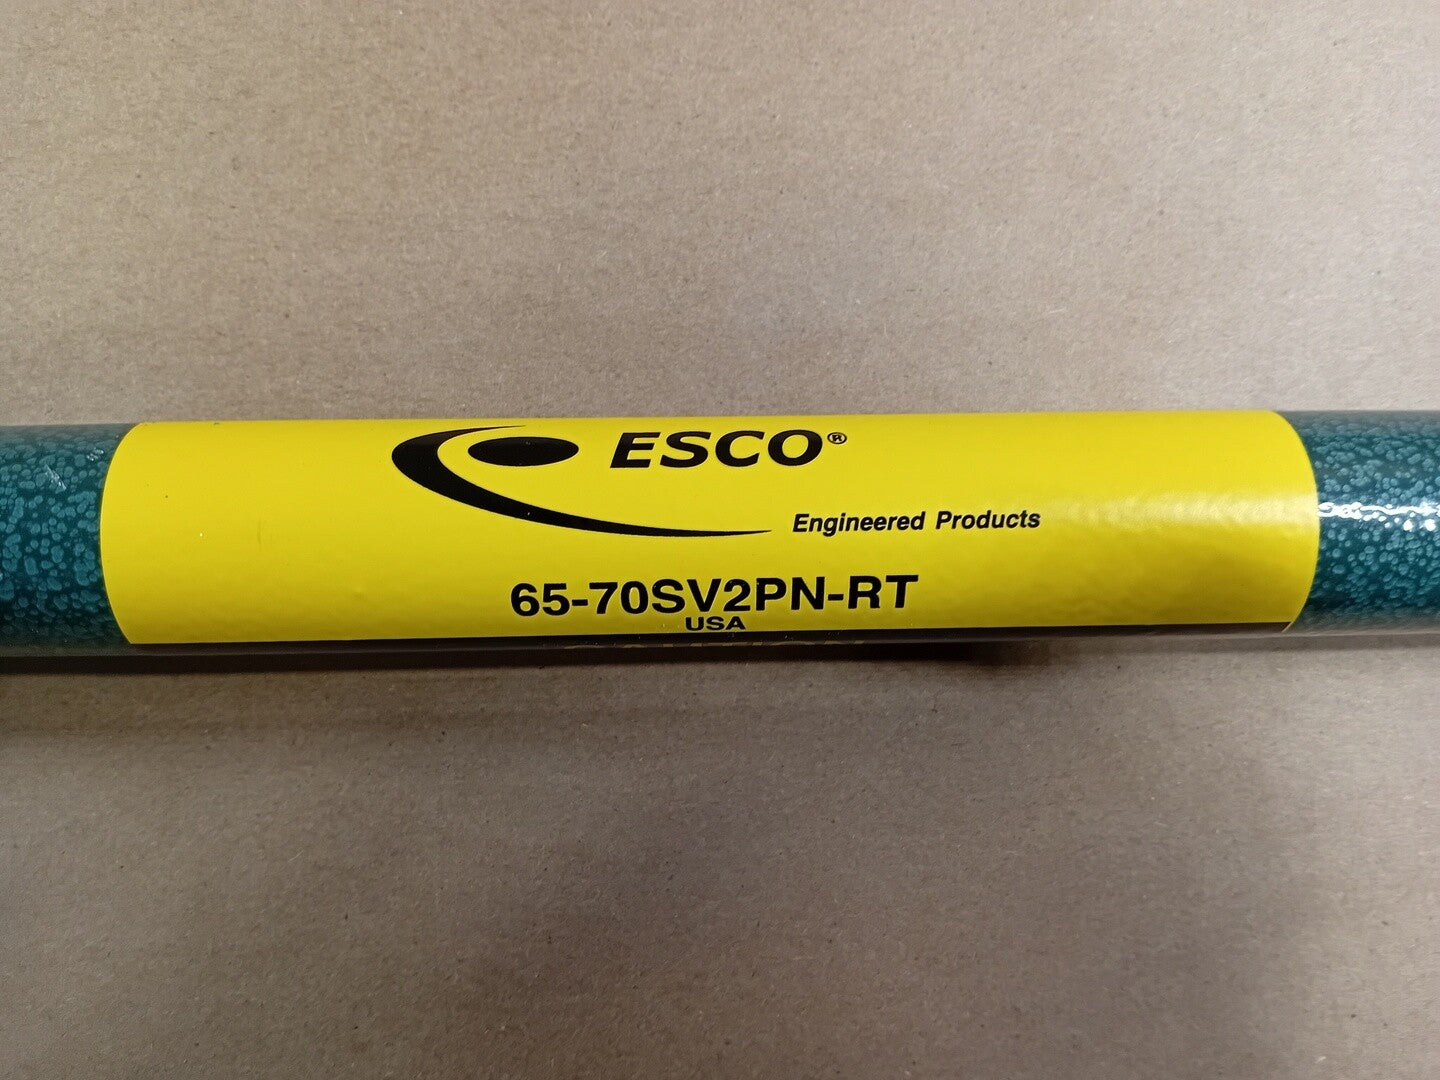 ESCO®
Engineered Products
65-70SV2PN-RT
USA